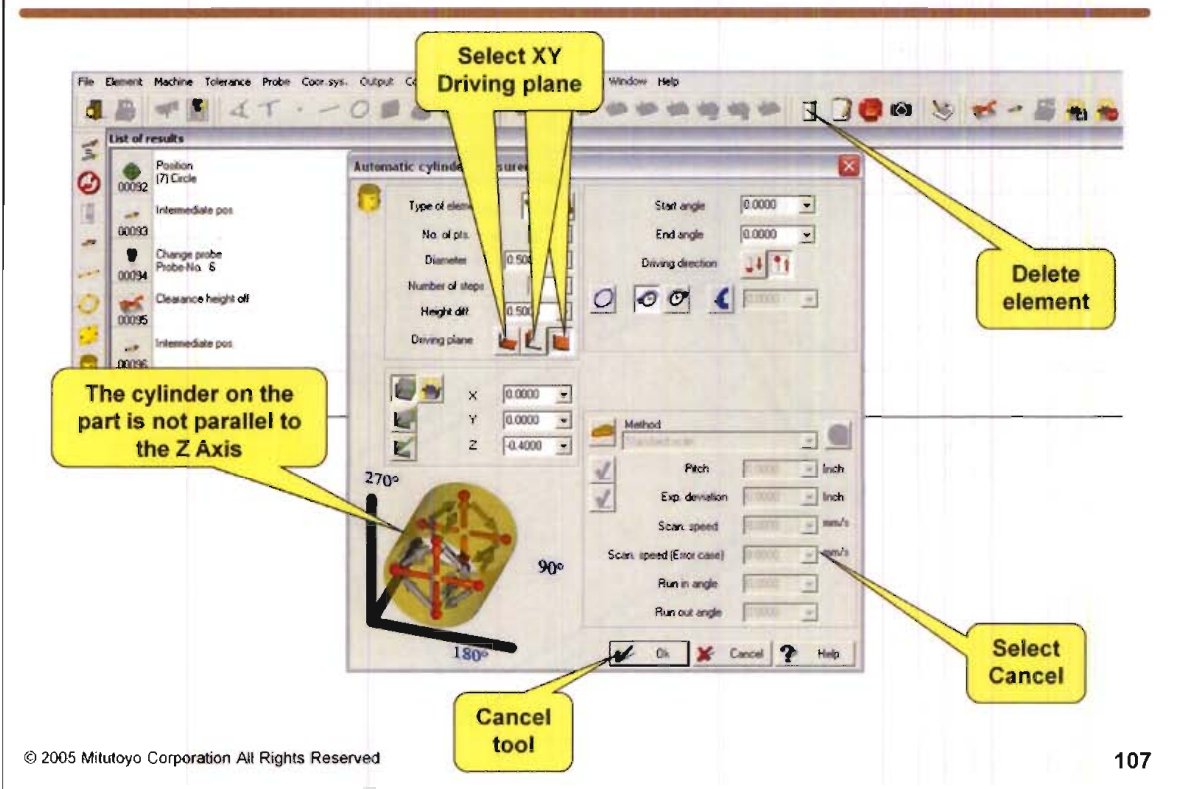 Select XY
Driving plane
File Element Machine Tolerance Probe Coor.sys. Output Window Help
List of results
Position
(7) Circle
00092
Intermediate pos.
00093
Change probe
Probe-No. 6
00094
Clearance height off
00095
Intermediate pos.
00096
Automatic cylinder
Type of
No. of pts.
Diameter
Number of steps
Height diff
0.500
Driving plane
Start angle 0.0000
End angle 0.0000
Driving direction
Delete
element
The cylinder on the
part is not parallel to
the Z Axis
X 0.0000
Y 0.0000
Z -0.4000
270°
90°
180°
Method
Standard scan
Pitch Inch
Exp. deviation Inch
Scan. speed mm/s
Scan. speed (Error case) mm/s
Run in angle
Run out angle
Ok Cancel ? Help
Select
Cancel
Cancel
tool
© 2005 Mitutoyo Corporation All Rights Reserved
107